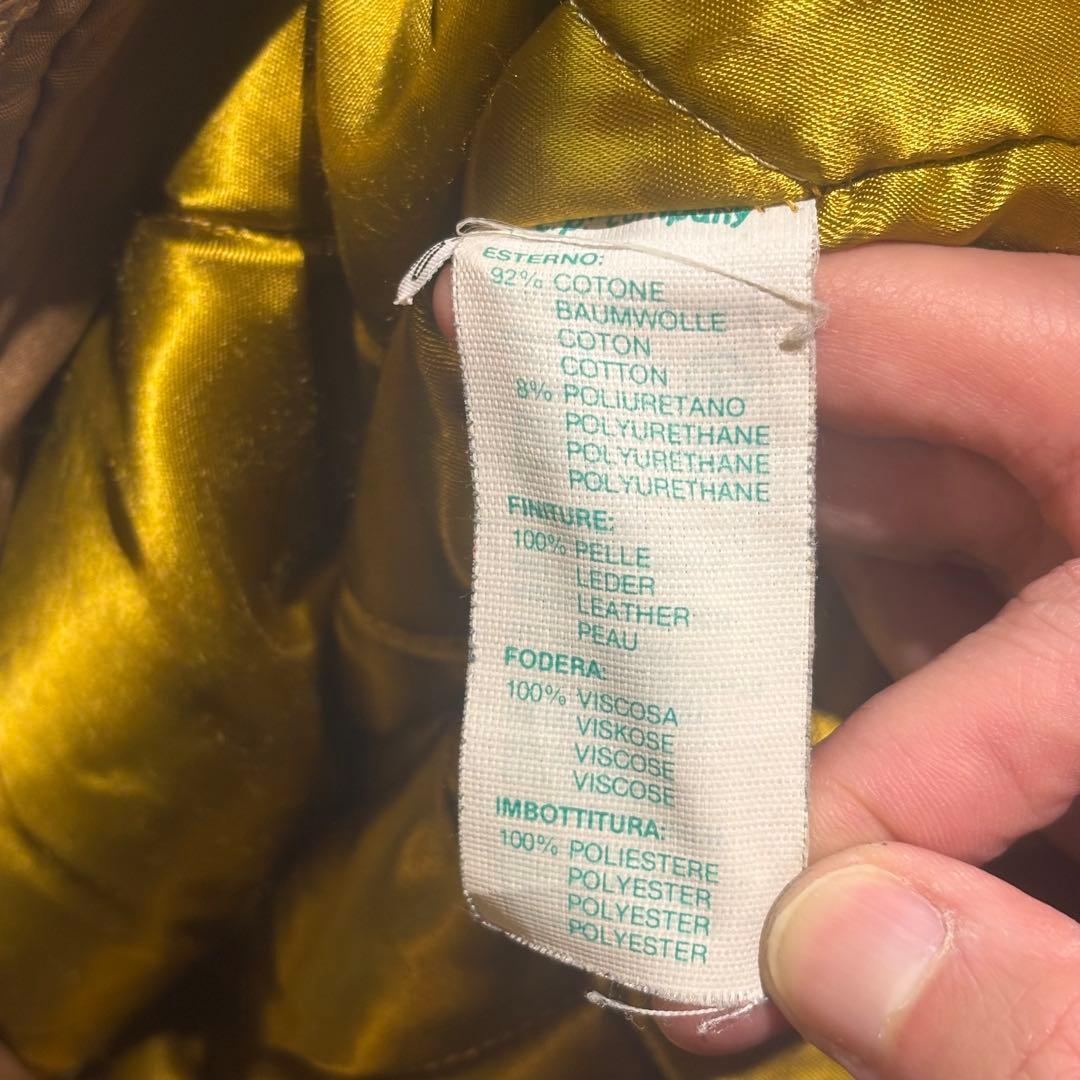 company
ESTERNO:
92% COTONE
BAUMWOLLE
COTON
COTTON
8% POLIURETANO
POLYURETHANE
POLYURETHANE
POLYURETHANE
FINITURE:
100% PELLE
LEDER
LEATHER
PEAU
FODERA:
100% VISCOSA
VISKOSE
VISCOSE
VISCOSE
IMBOTTITURA:
100% POLIESTERE
POLYESTER
POLYESTER
POLYESTER